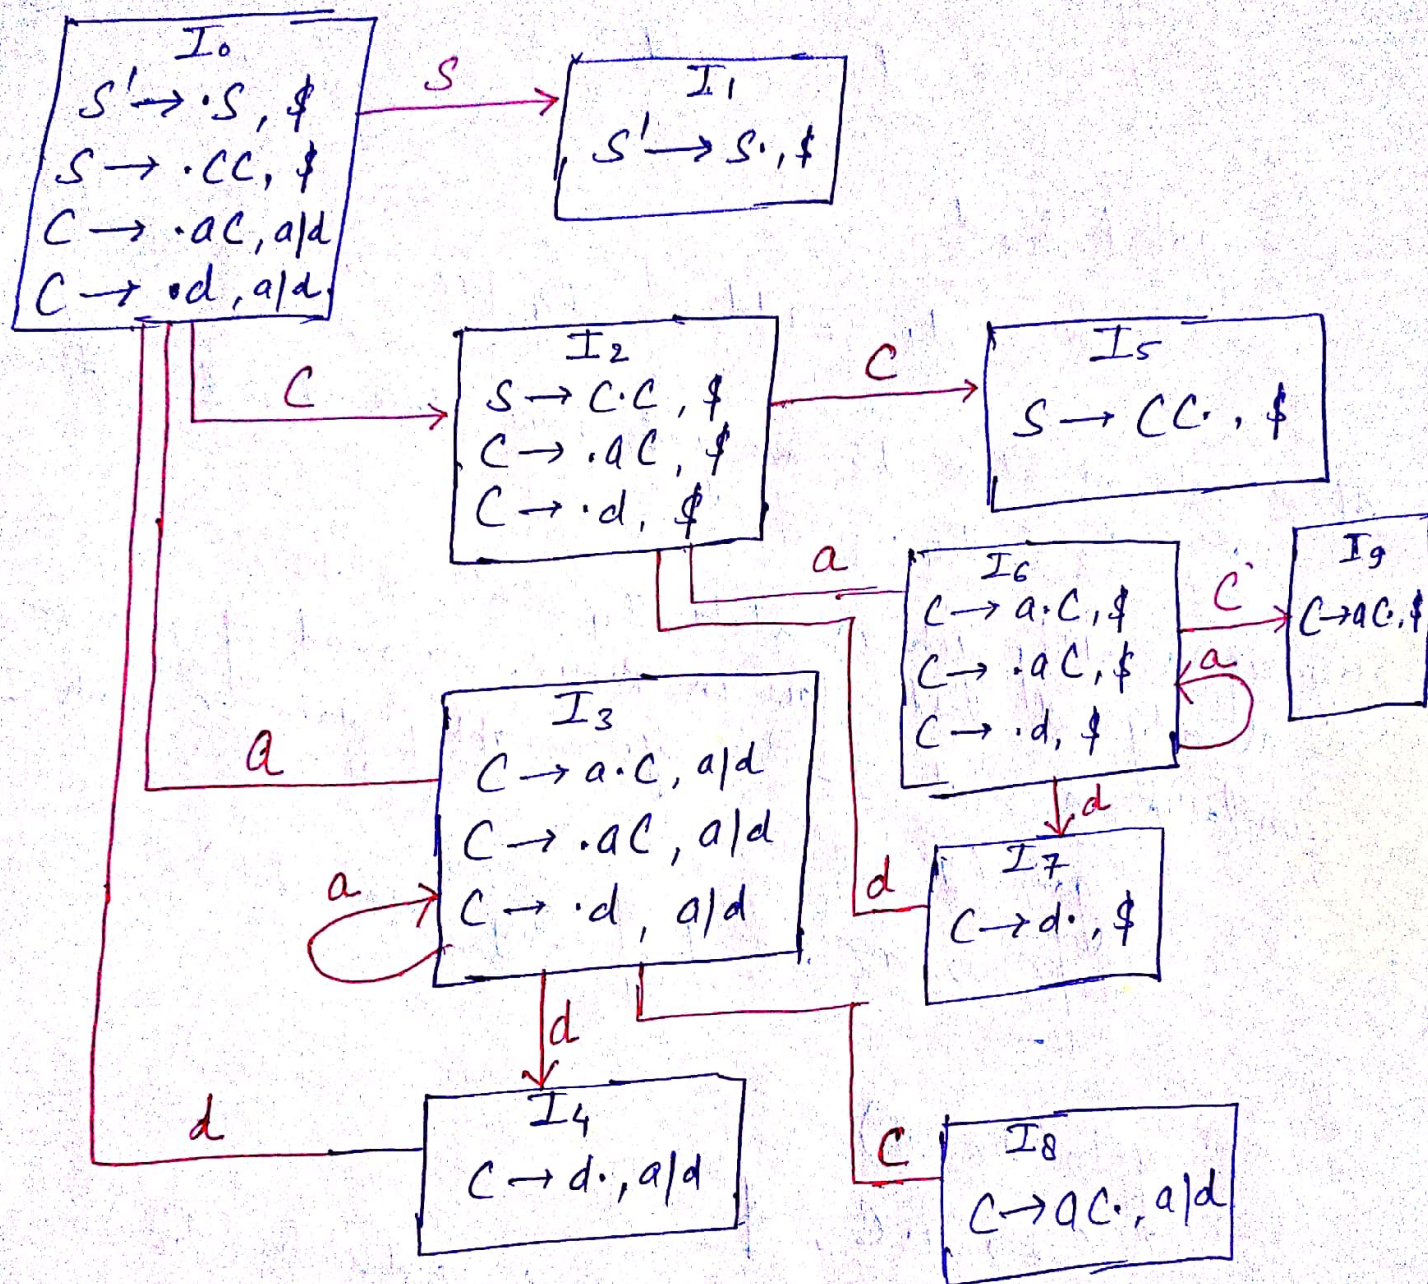 I0
S' → ·S, $
S → ·CC, $
C → ·aC, a/d
C → ·d, a/d
S
I1
S' → S·, $
C
I2
S → C·C, $
C → ·aC, $
C → ·d, $
C
I5
S → CC·, $
a
I6
C → a·C, $
C → ·aC, $
C → ·d, $
C
I9
C → aC·, $
a
d
d
I7
C → d·, $
a
I3
C → a·C, a/d
C → ·aC, a/d
C → ·d, a/d
a
d
d
I4
C → d·, a/d
C
I8
C → aC·, a/d